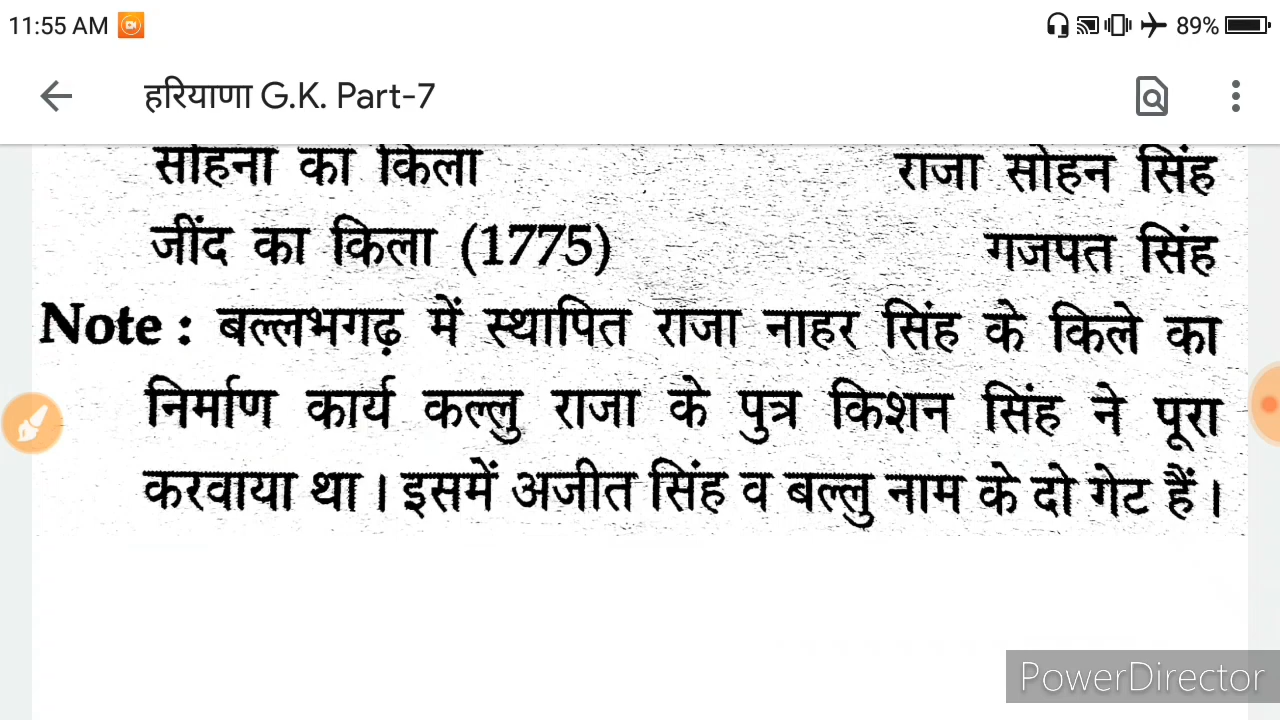 11:55 AM 89%
हरियाणा G.K. Part-7
सोहना का किला राजा सोहन सिंह
जींद का किला (1775) गजपत सिंह
Note : बल्लभगढ़ में स्थापित राजा नाहर सिंह के किले का
निर्माण कार्य कल्लु राजा के पुत्र किशन सिंह ने पूरा
करवाया था। इसमें अजीत सिंह व बल्लु नाम के दो गेट हैं।
PowerDirector